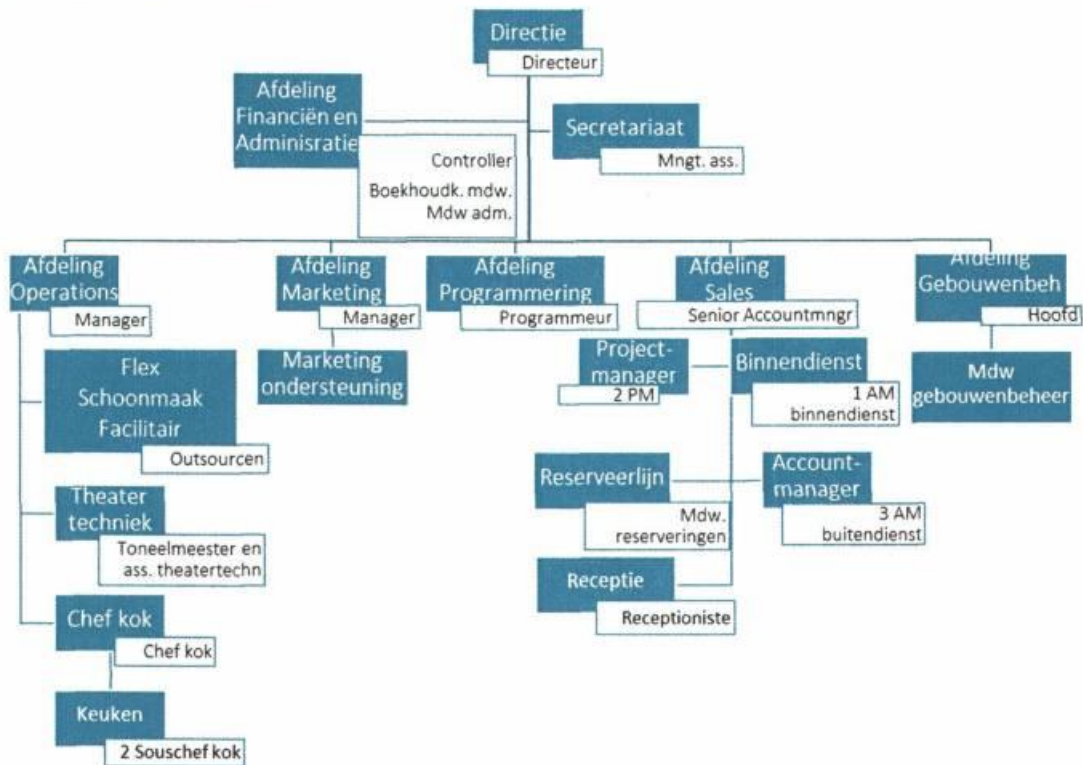 Directie
Directeur
Afdeling
Financiën en
Adminisratie
Controller
Boekhoudk. mdw.
Mdw adm.
Secretariaat
Mngt. ass.
Afdeling
Operations
Manager
Flex
Schoonmaak
Facilitair
Outsourcen
Theater
techniek
Toneelmeester en
ass. theatertechn
Chef kok
Chef kok
Keuken
2 Souschef kok
Afdeling
Marketing
Manager
Marketing
ondersteuning
Afdeling
Programmering
Programmeur
Afdeling
Sales
Senior Accountmngr
Project-
manager
2 PM
Binnendienst
1 AM
binnendienst
Reserveerlijn
Mdw.
reserveringen
Account-
manager
3 AM
buitendienst
Receptie
Receptioniste
Afdeling
Gebouwenbeh
Hoofd
Mdw
gebouwenbeheer